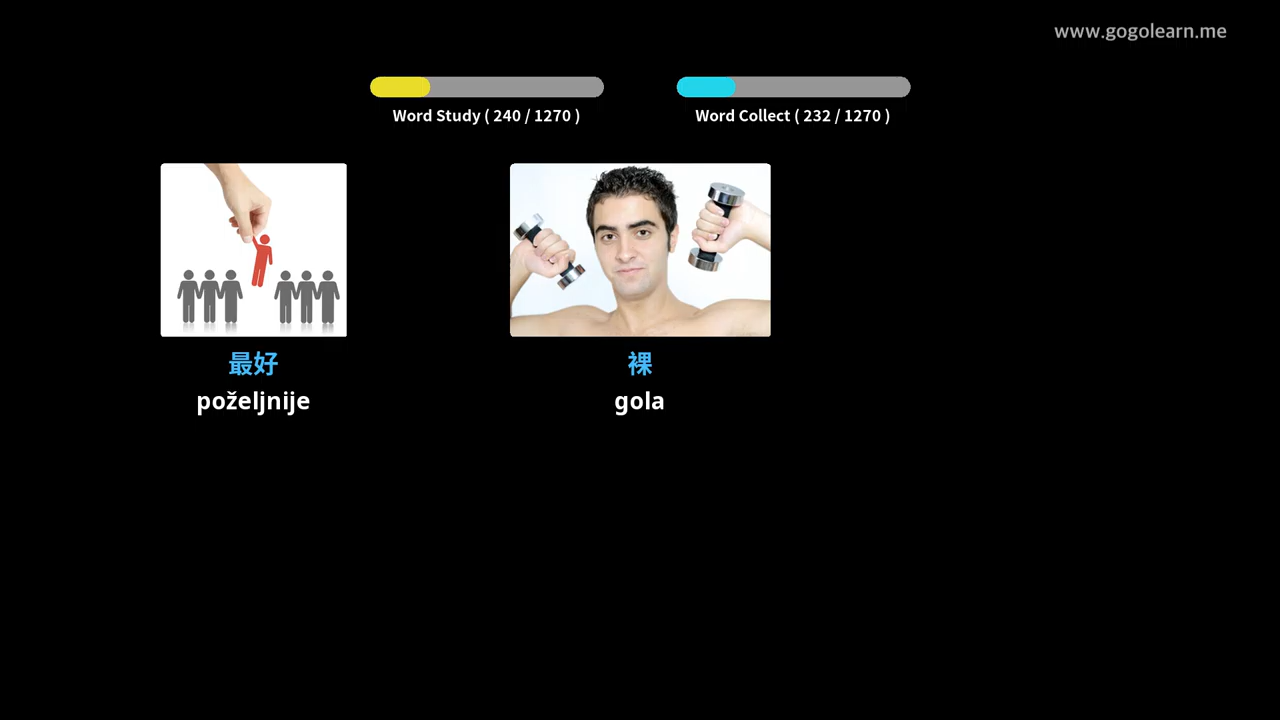 www.gogolearn.me
Word Study ( 240 / 1270 )
Word Collect ( 232 / 1270 )
最好
poželjnije
裸
gola